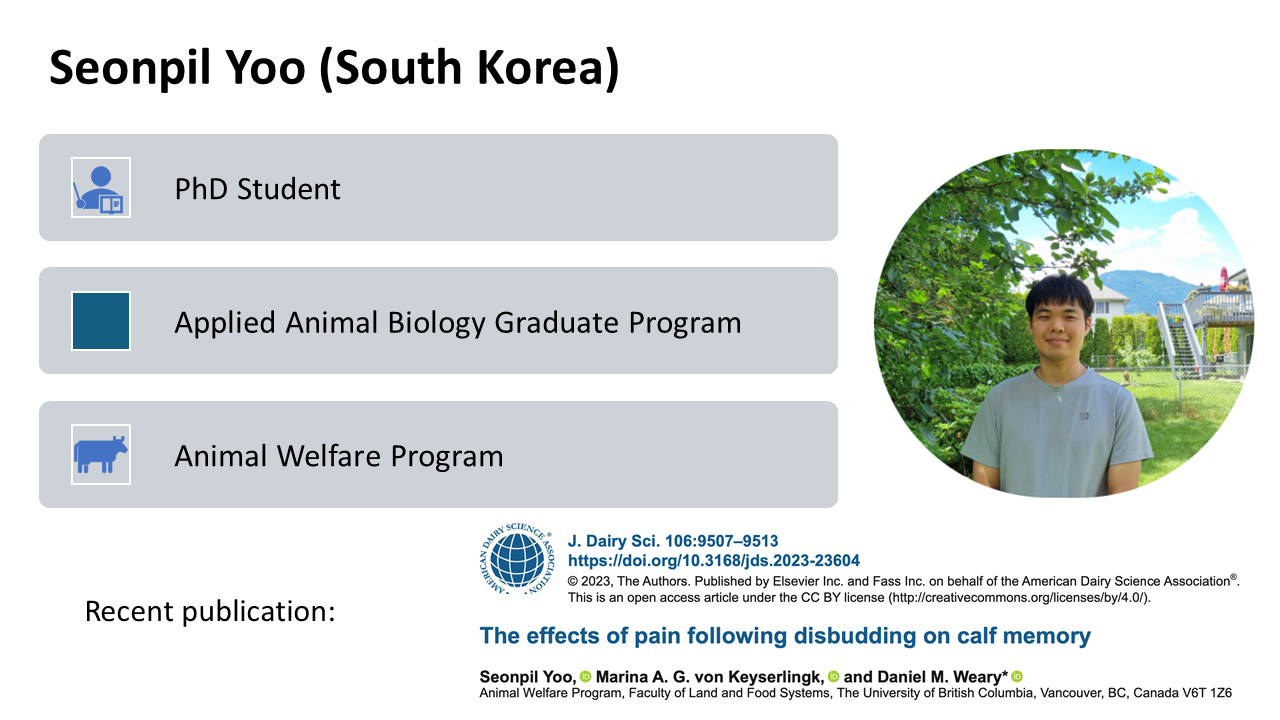 Seonpil Yoo (South Korea)
PhD Student
Applied Animal Biology Graduate Program
Animal Welfare Program
Recent publication:
AMERICAN DAIRY SCIENCE ASSOCIATION ®
J. Dairy Sci. 106:9507–9513
https://doi.org/10.3168/jds.2023-23604
© 2023, The Authors. Published by Elsevier Inc. and Fass Inc. on behalf of the American Dairy Science Association®.
This is an open access article under the CC BY license (http://creativecommons.org/licenses/by/4.0/).
The effects of pain following disbudding on calf memory
Seonpil Yoo, iD Marina A. G. von Keyserlingk, iD and Daniel M. Weary* iD
Animal Welfare Program, Faculty of Land and Food Systems, The University of British Columbia, Vancouver, BC, Canada V6T 1Z6